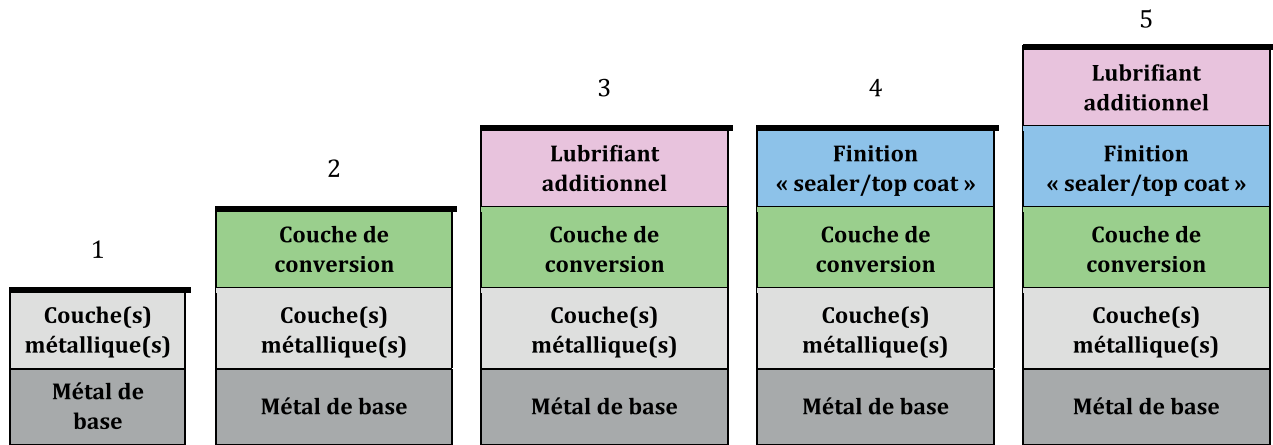 1
Couche(s)
métallique(s)
Métal de
base
2
Couche de
conversion
Couche(s)
métallique(s)
Métal de base
3
Lubrifiant
additionnel
Couche de
conversion
Couche(s)
métallique(s)
Métal de base
4
Finition
« sealer/top coat »
Couche de
conversion
Couche(s)
métallique(s)
Métal de base
5
Lubrifiant
additionnel
Finition
« sealer/top coat »
Couche de
conversion
Couche(s)
métallique(s)
Métal de base